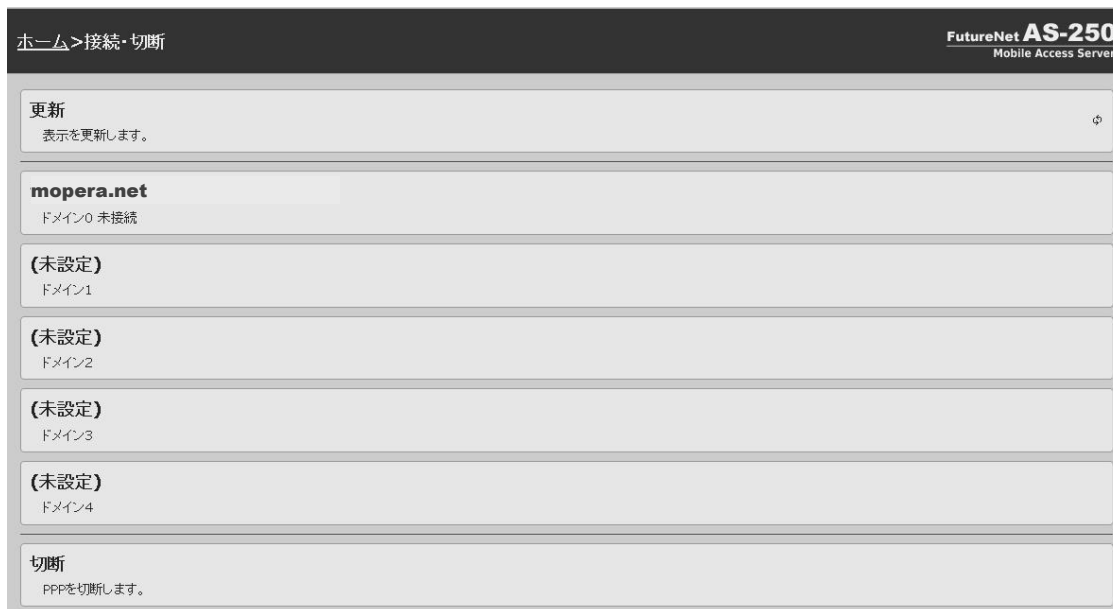 ホーム>接続・切断
FutureNet AS-250
Mobile Access Server
更新
表示を更新します。
mopera.net
ドメイン0 未接続
(未設定)
ドメイン1
(未設定)
ドメイン2
(未設定)
ドメイン3
(未設定)
ドメイン4
切断
PPPを切断します。